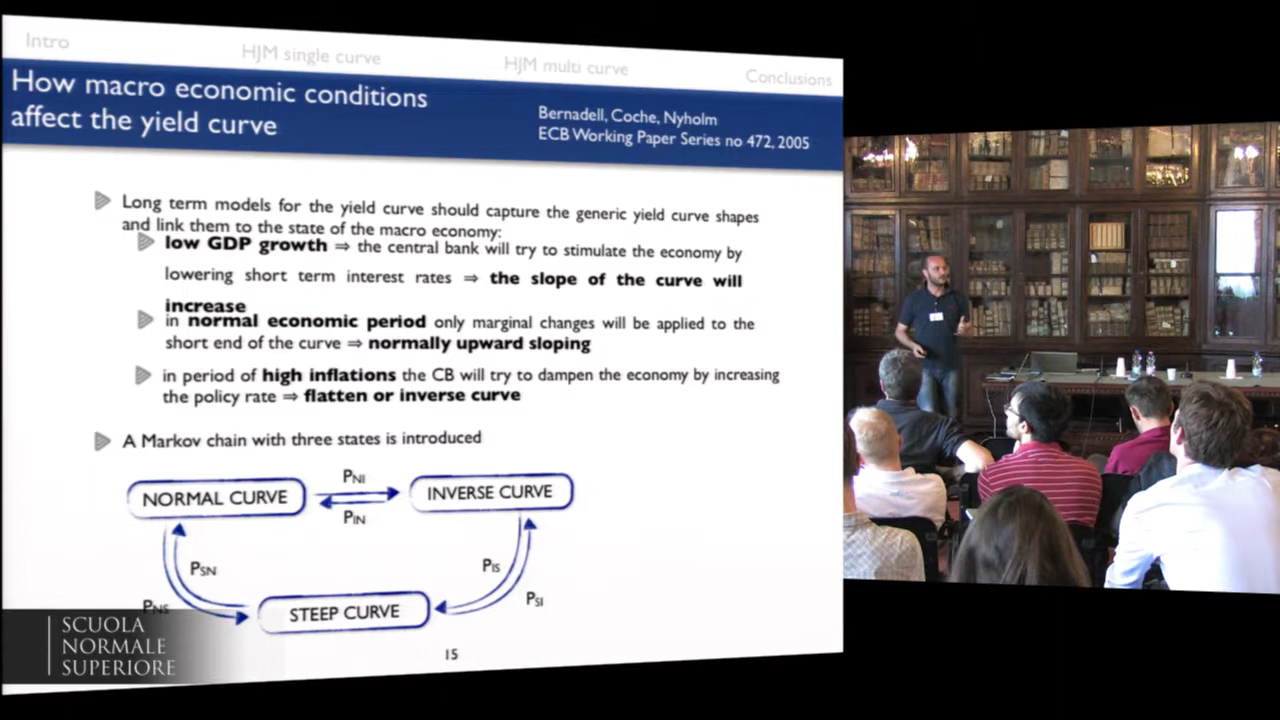 Intro HJM single curve HJM multi curve Conclusions
How macro economic conditions
affect the yield curve
Bernadell, Coche, Nyholm
ECB Working Paper Series no 472, 2005
Long term models for the yield curve should capture the generic yield curve shapes
and link them to the state of the macro economy:
low GDP growth ⇒ the central bank will try to stimulate the economy by
lowering short term interest rates ⇒ the slope of the curve will
increase
in normal economic period only marginal changes will be applied to the
short end of the curve ⇒ normally upward sloping
in period of high inflations the CB will try to dampen the economy by increasing
the policy rate ⇒ flatten or inverse curve
A Markov chain with three states is introduced
PNI
NORMAL CURVE
INVERSE CURVE
PIN
PSN
PIS
PNS
PSI
STEEP CURVE
SCUOLA
NORMALE
SUPERIORE
15